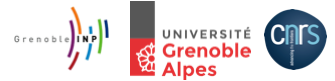 Grenoble INP
UNIVERSITÉ
Grenoble
Alpes
cnrs